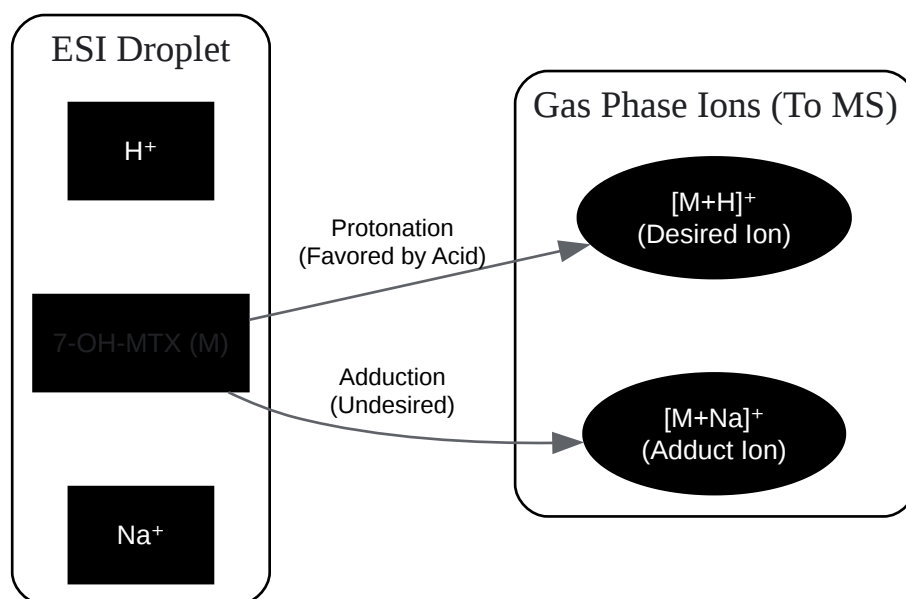 ESI Droplet
H⁺
7-OH-MTX (M)
Na⁺
Protonation
(Favored by Acid)
Adduction
(Undesired)
Gas Phase Ions (To MS)
[M+H]⁺
(Desired Ion)
[M+Na]⁺
(Adduct Ion)